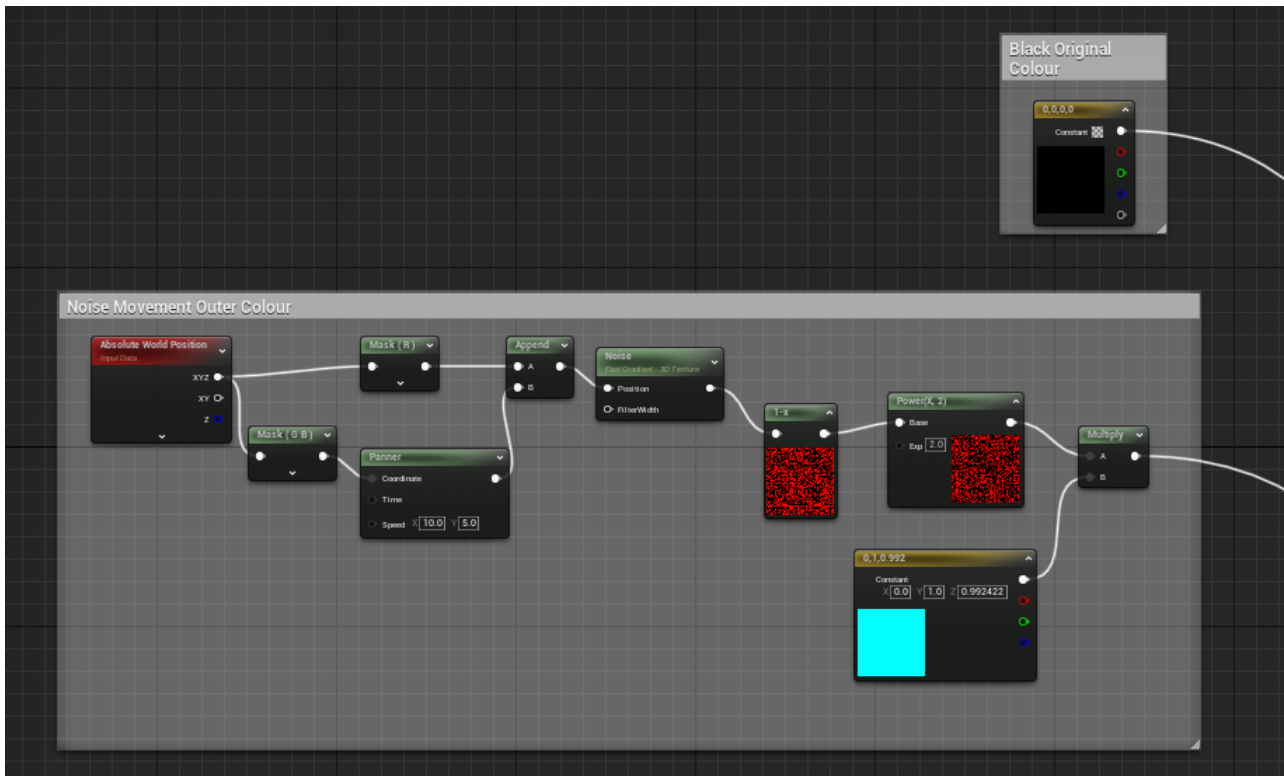 Black Original
Colour
0,0,0,0
Constant
Noise Movement Outer Colour
Absolute World Position
Input Data
XYZ
XY
Z
Mask ( R )
Append
A
B
Noise
Fast Gradient - 3D Texture
Position
FilterWidth
Mask ( G B )
Panner
Coordinate
Time
Speed X 10.0 Y 5.0
1-x
Power(X, 2)
Base
Exp 2.0
Multiply
A
B
0,1,0.992
Constant
X 0.0 Y 1.0 Z 0.992422